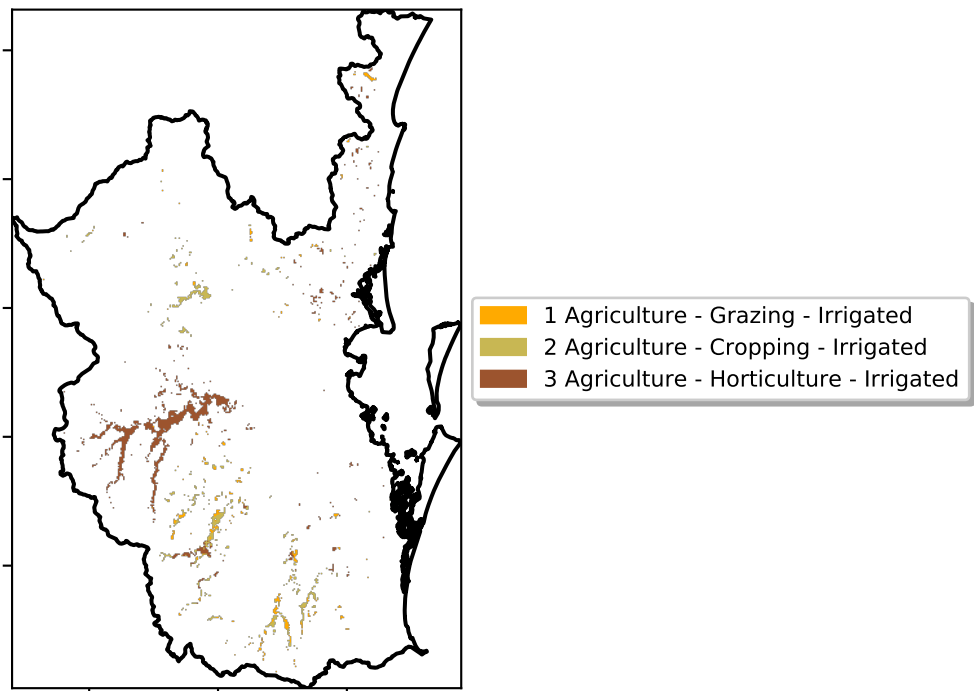 1 Agriculture - Grazing - Irrigated
2 Agriculture - Cropping - Irrigated
3 Agriculture - Horticulture - Irrigated